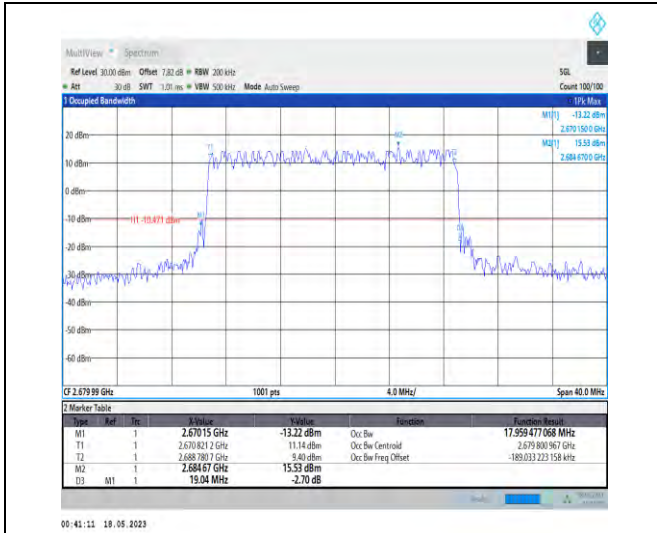 MultiView Spectrum
Ref Level 30.00 dBm Offset 7.82 dB RBW 200 kHz SGL
Att 30 dB SWT 1.01 ms VBW 500 kHz Mode Auto Sweep Count 100/100
1 Occupied Bandwidth 1Pk Max
M1[1] -13.22 dBm
2.670 150 0 GHz
M2[1] 15.53 dBm
2.684 670 0 GHz
20 dBm
10 dBm
0 dBm
-10 dBm H1 -10.471 dBm M1
-30 dBm
-40 dBm
-50 dBm
-60 dBm
CF 2.679 99 GHz 1001 pts 4.0 MHz/ Span 40.0 MHz
2 Marker Table
Type Ref Trc X-Value Y-Value Function Function Result
M1 1 2.670 15 GHz -13.22 dBm Occ Bw 17.959 477 068 MHz
T1 1 2.670 821 2 GHz 11.14 dBm Occ Bw Centroid 2.679 800 967 GHz
T2 1 2.688 780 7 GHz 9.40 dBm Occ Bw Freq Offset -189.033 223 158 kHz
M2 1 2.684 67 GHz 15.53 dBm
D3 M1 1 19.04 MHz -2.70 dB
00:41:11 18.05.2023